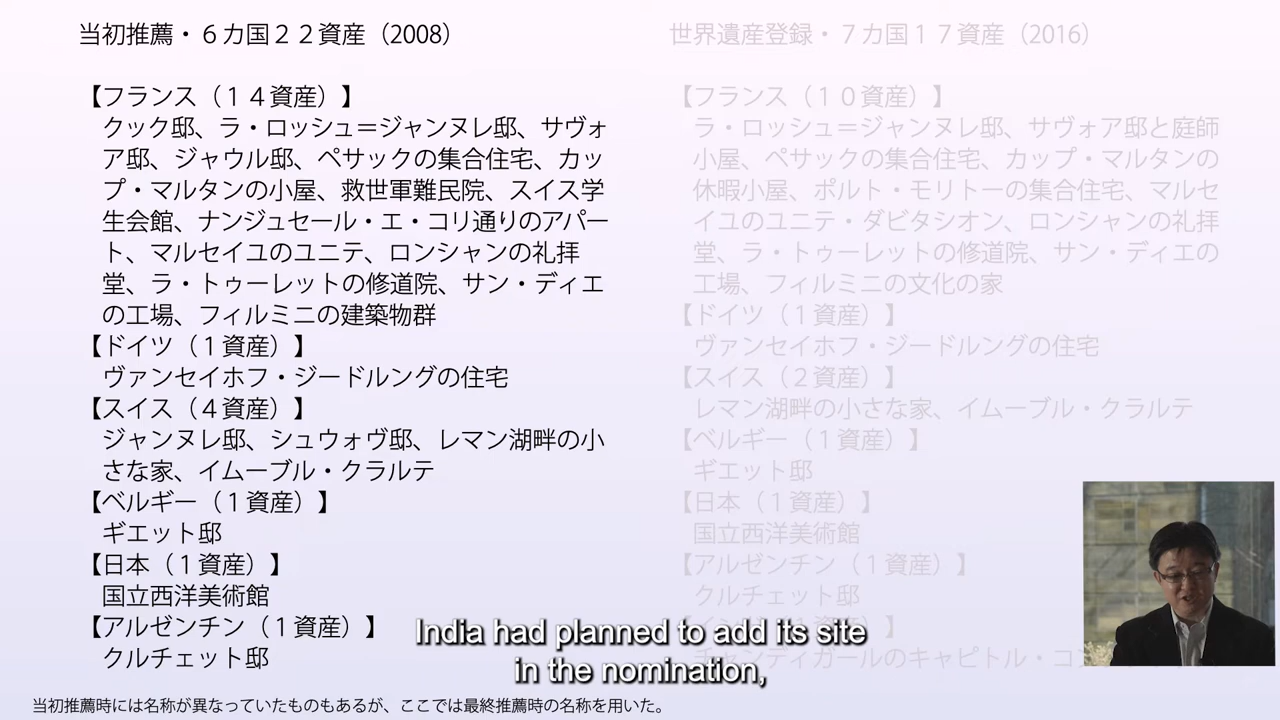 当初推薦・６カ国２２資産（2008）
【フランス（１４資産）】
クック邸、ラ・ロッシュ＝ジャンヌレ邸、サヴォ
ア邸、ジャウル邸、ペサックの集合住宅、カッ
プ・マルタンの小屋、救世軍難民院、スイス学
生会館、ナンジュセール・エ・コリ通りのアパー
ト、マルセイユのユニテ、ロンシャンの礼拝
堂、ラ・トゥーレットの修道院、サン・ディエ
の工場、フィルミニの建築物群
【ドイツ（１資産）】
ヴァンセイホフ・ジードルングの住宅
【スイス（４資産）】
ジャンヌレ邸、シュウォヴ邸、レマン湖畔の小
さな家、イムーブル・クラルテ
【ベルギー（１資産）】
ギエット邸
【日本（１資産）】
国立西洋美術館
【アルゼンチン（１資産）】
クルチェット邸
世界遺産登録・７カ国１７資産（2016）
【フランス（１０資産）】
ラ・ロッシュ＝ジャンヌレ邸、サヴォア邸と庭師
小屋、ペサックの集合住宅、カップ・マルタンの
休暇小屋、ポルト・モリトーの集合住宅、マルセ
イユのユニテ・ダビタシオン、ロンシャンの礼拝
堂、ラ・トゥーレットの修道院、サン・ディエの
工場、フィルミニの文化の家
【ドイツ（１資産）】
ヴァンセイホフ・ジードルングの住宅
【スイス（２資産）】
レマン湖畔の小さな家、イムーブル・クラルテ
【ベルギー（１資産）】
ギエット邸
【日本（１資産）】
国立西洋美術館
【アルゼンチン（１資産）】
クルチェット邸
チャンディガールのキャピトル・コ
India had planned to add its site
in the nomination,
当初推薦時には名称が異なっていたものもあるが、ここでは最終推薦時の名称を用いた。